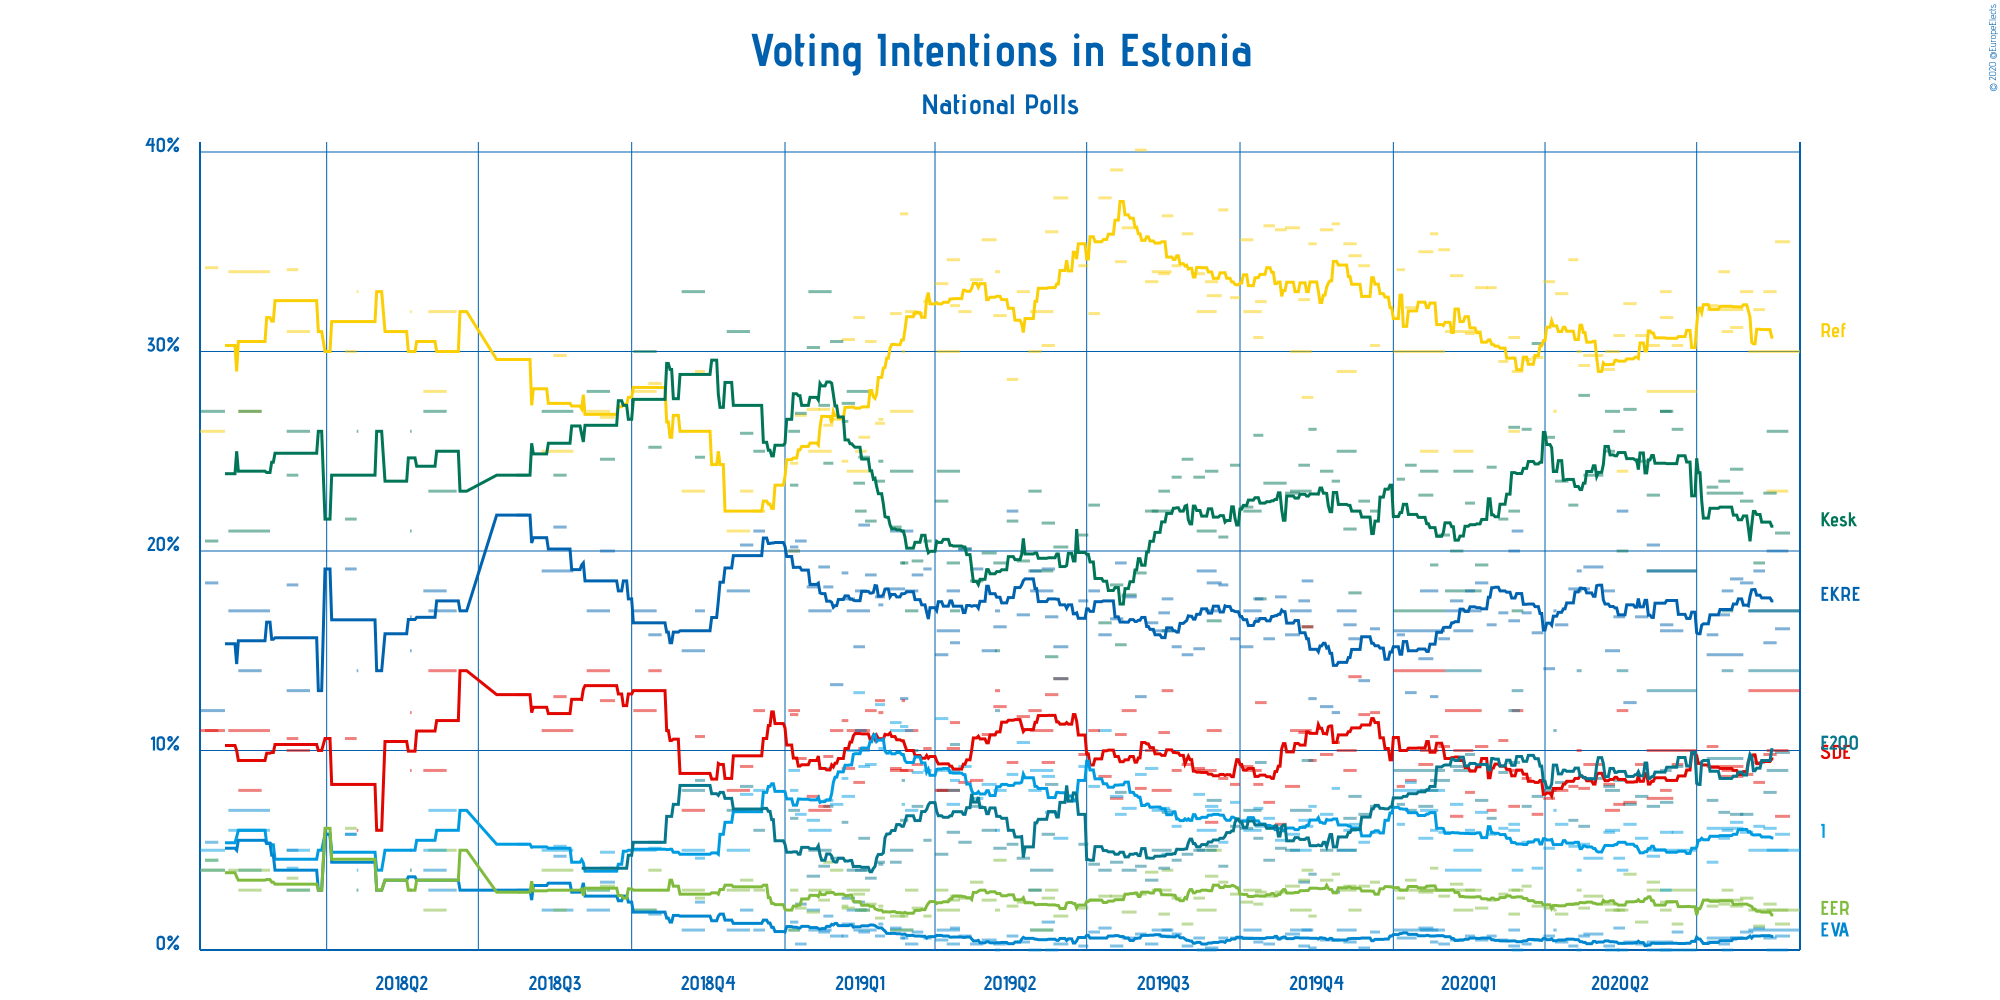 Voting Intentions in Estonia
National Polls
© 2020 @EuropeElects
40%
30%
20%
10%
0%
Ref
Kesk
EKRE
E200
SDE
I
EER
EVA
2018Q2
2018Q3
2018Q4
2019Q1
2019Q2
2019Q3
2019Q4
2020Q1
2020Q2